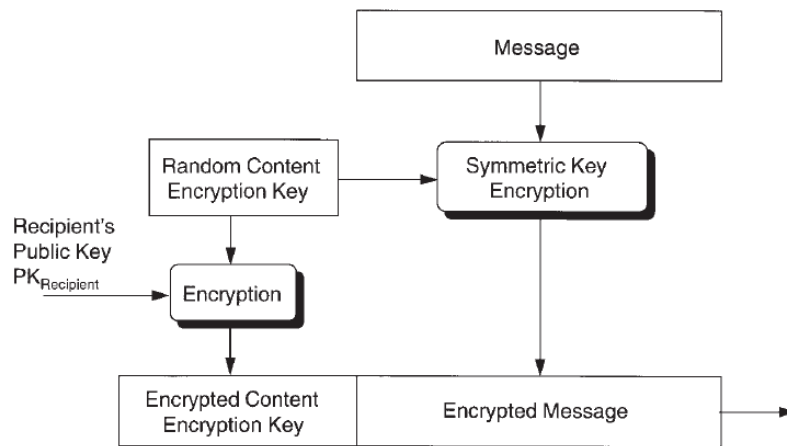 Message
Random Content
Encryption Key
Symmetric Key
Encryption
Recipient's
Public Key
PKRecipient
Encryption
Encrypted Content
Encryption Key
Encrypted Message